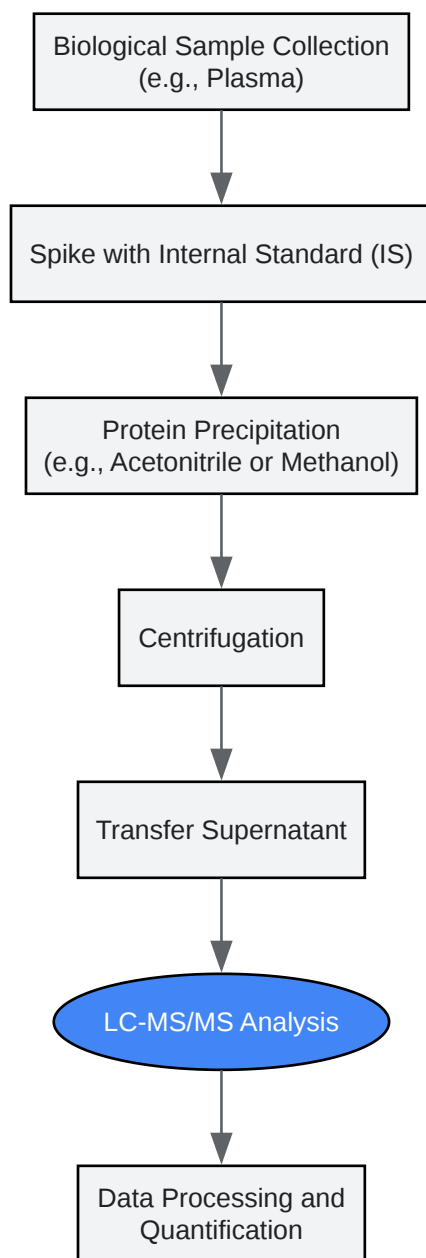 Biological Sample Collection
(e.g., Plasma)
Spike with Internal Standard (IS)
Protein Precipitation
(e.g., Acetonitrile or Methanol)
Centrifugation
Transfer Supernatant
LC-MS/MS Analysis
Data Processing and
Quantification